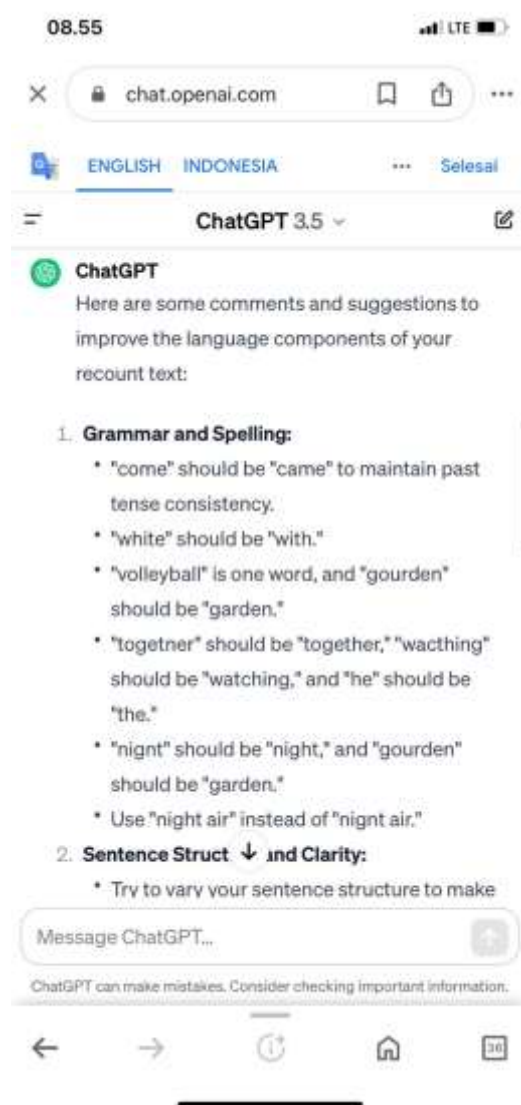 08.55
LTE
chat.openai.com
ENGLISH INDONESIA ... Selesai
ChatGPT 3.5
ChatGPT
Here are some comments and suggestions to
improve the language components of your
recount text:
1. Grammar and Spelling:
• "come" should be "came" to maintain past
tense consistency.
• "white" should be "with."
• "volleyball" is one word, and "gourden"
should be "garden."
• "togetner" should be "together," "wacthing"
should be "watching," and "he" should be
"the."
• "nignt" should be "night," and "gourden"
should be "garden."
• Use "night air" instead of "nignt air."
2. Sentence Struct and Clarity:
• Try to vary your sentence structure to make
Message ChatGPT...
ChatGPT can make mistakes. Consider checking important information.
36